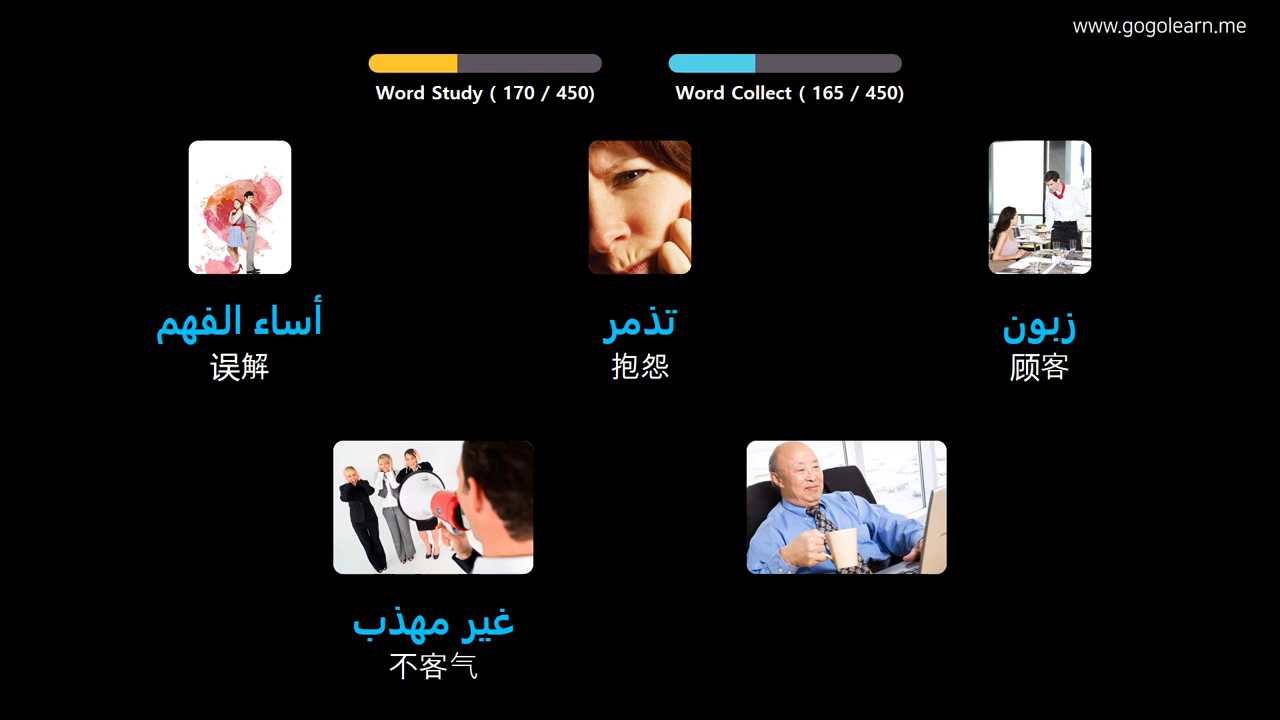 www.gogolearn.me
Word Study ( 170 / 450)
Word Collect ( 165 / 450)
أساء الفهم
误解
تذمر
抱怨
زبون
顾客
غير مهذب
不客气